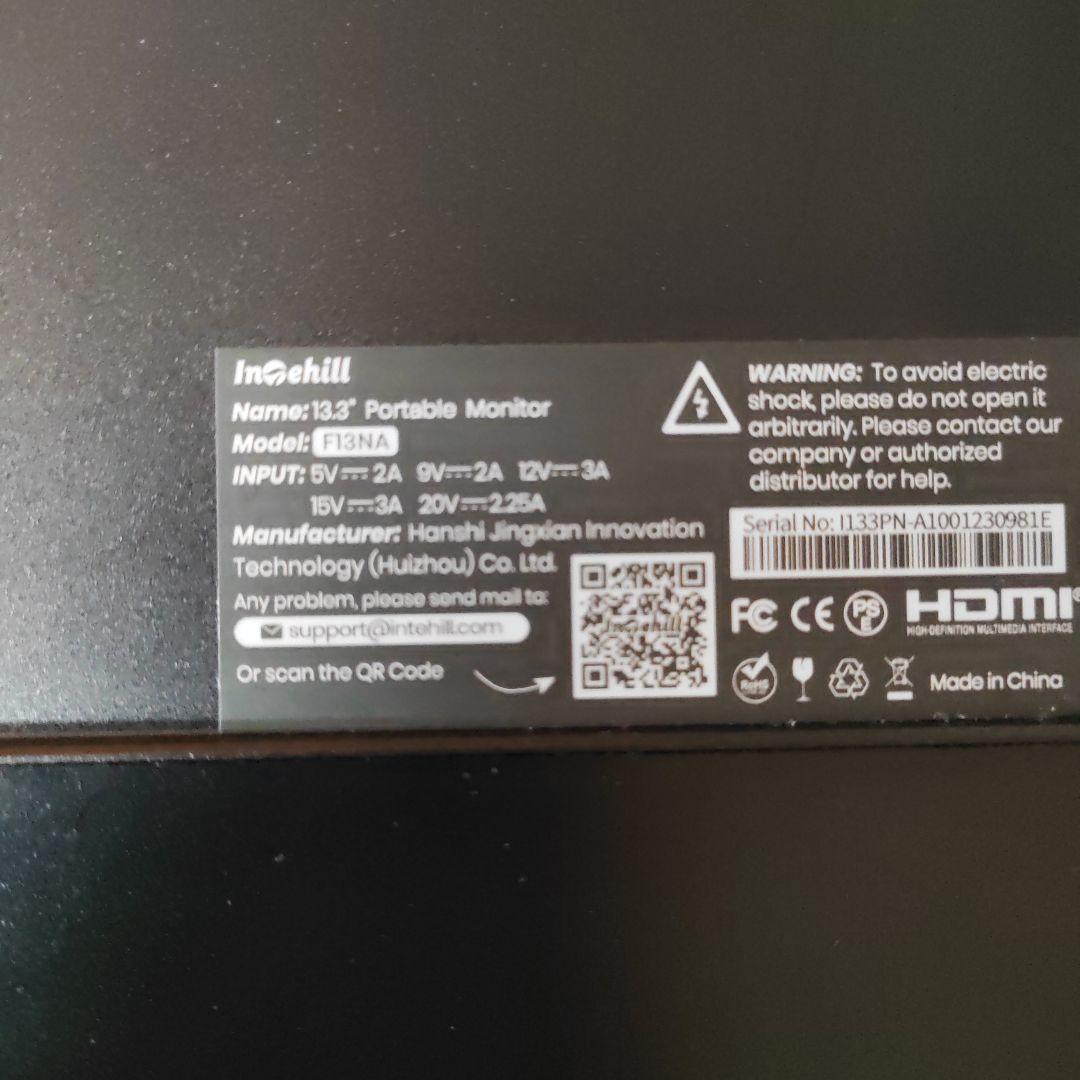 Intehill
Name: 13.3" Portable Monitor
Model: F13NA
INPUT: 5V⎓2A 9V⎓2A 12V⎓3A
15V⎓3A 20V⎓2.25A
Manufacturer: Hanshi Jingxian Innovation
Technology (Huizhou) Co. Ltd.
Any problem, please send mail to:
support@intehill.com
Or scan the QR Code
Intehill
WARNING: To avoid electric
shock, please do not open it
arbitrarily. Please contact our
company or authorized
distributor for help.
Serial No: I133PN-A1001230981E
FC CE PS E HDMI®
HIGH-DEFINITION MULTIMEDIA INTERFACE
RoHS Made in China